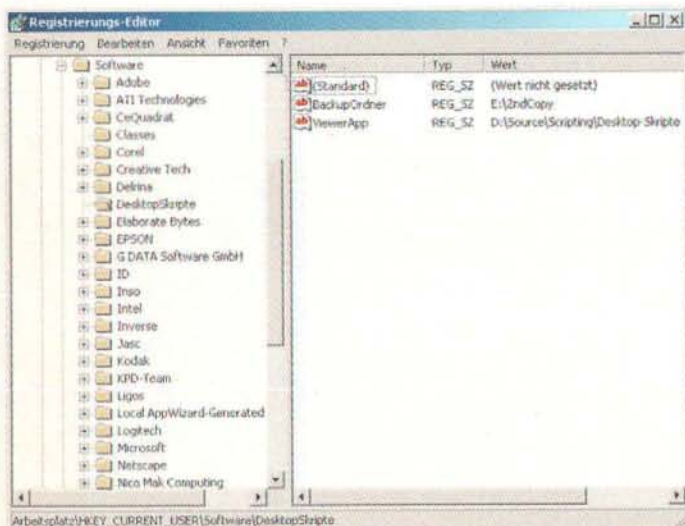 Registrierungs-Editor
Registrierung Bearbeiten Ansicht Favoriten ?
Software
Adobe
ATI Technologies
CeQuadrat
Classes
Corel
Creative Tech
Delrina
DesktopSkripte
Elaborate Bytes
EPSON
G DATA Software GmbH
ID
Inso
Intel
Inverse
Jasc
Kodak
KPD-Team
Ligos
Local AppWizard-Generated
Logitech
Microsoft
Netscape
Nico Mak Computing
Name Typ Wert
(Standard) REG_SZ (Wert nicht gesetzt)
BackupOrdner REG_SZ E:\2ndCopy
ViewerApp REG_SZ D:\Source\Scripting\Desktop-Skripte
Arbeitsplatz\HKEY_CURRENT_USER\Software\DesktopSkripte